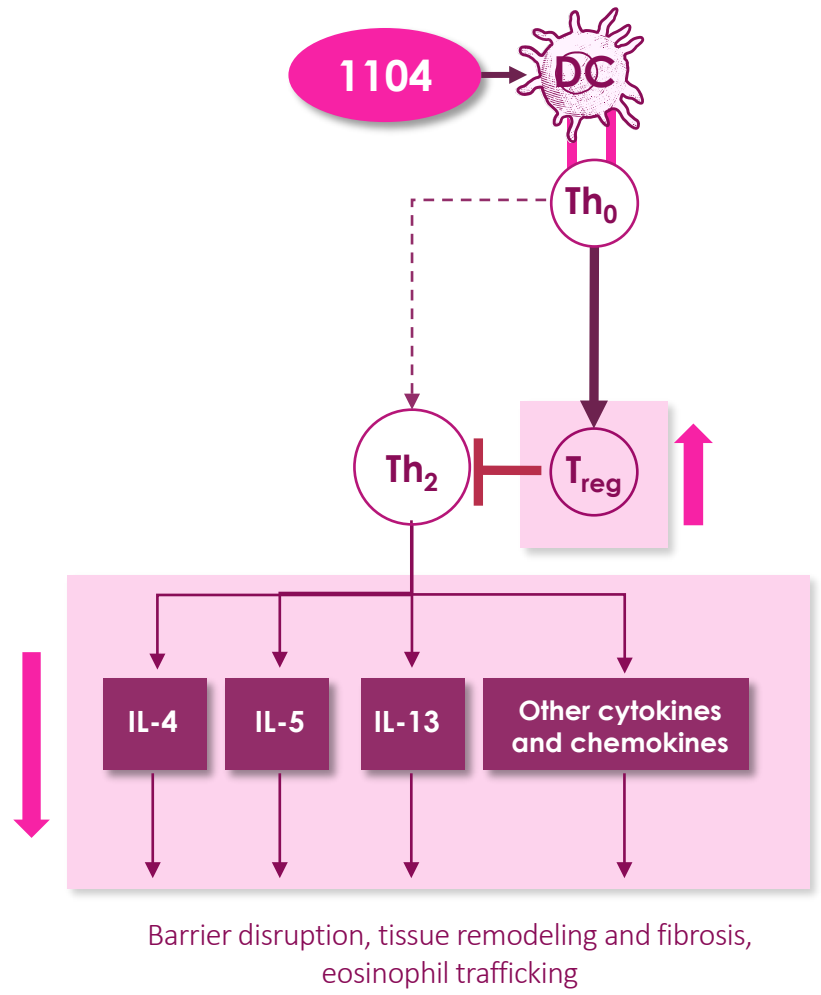 1104
DC
Th₀
Th₂
Treg
IL-4
IL-5
IL-13
Other cytokines
and chemokines
Barrier disruption, tissue remodeling and fibrosis,
eosinophil trafficking